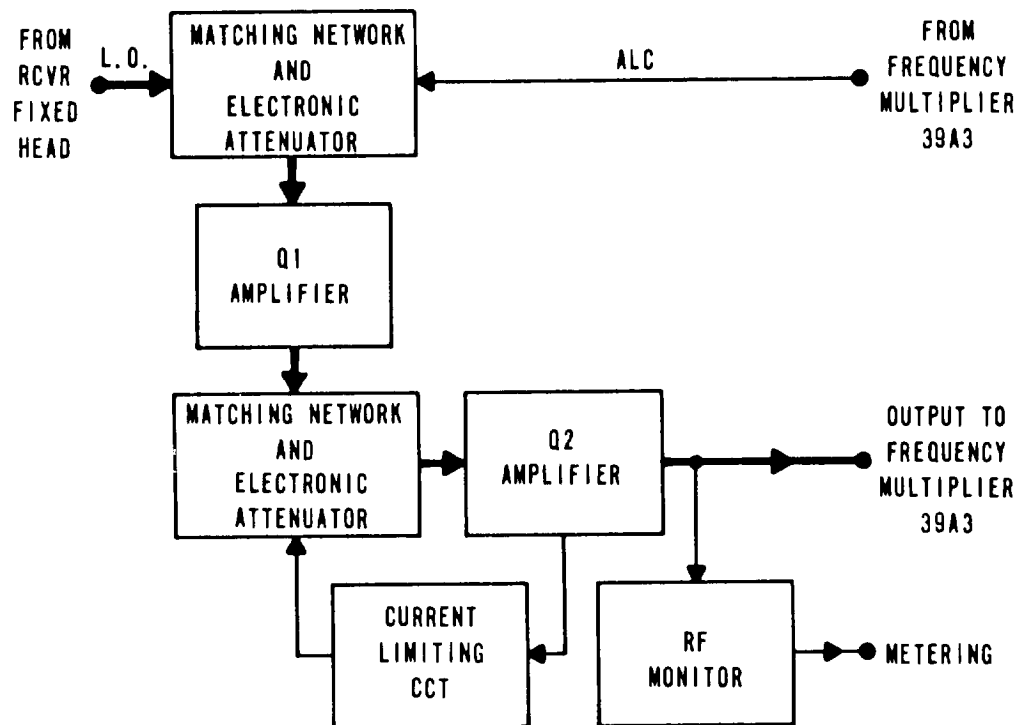 FROM
RCVR
FIXED
HEAD
L.O.
MATCHING NETWORK
AND
ELECTRONIC
ATTENUATOR
ALC
FROM
FREQUENCY
MULTIPLIER
39A3
Q1
AMPLIFIER
MATCHING NETWORK
AND
ELECTRONIC
ATTENUATOR
Q2
AMPLIFIER
OUTPUT TO
FREQUENCY
MULTIPLIER
39A3
CURRENT
LIMITING
CCT
RF
MONITOR
METERING